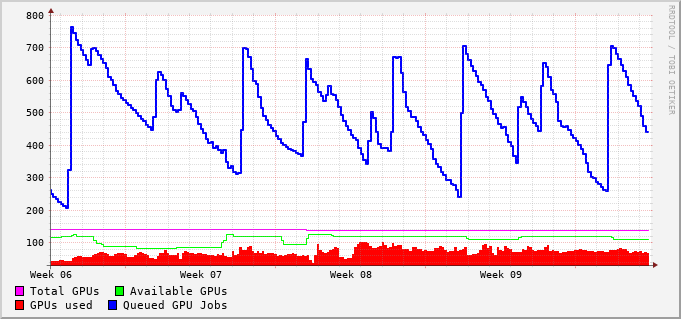 800
700
600
500
400
300
200
100
Week 06 Week 07 Week 08 Week 09
Total GPUs Available GPUs
GPUs used Queued GPU Jobs
RRDTOOL / TOBI OETIKER